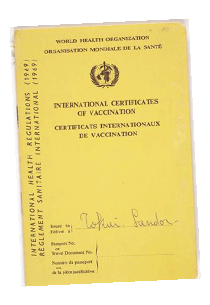 WORLD HEALTH ORGANIZATION
ORGANISATION MONDIALE DE LA SANTÉ
INTERNATIONAL CERTIFICATES
OF VACCINATION
CERTIFICATS INTERNATIONAUX
DE VACCINATION
INTERNATIONAL HEALTH REGULATIONS (1969)
RÈGLEMENT SANITAIRE INTERNATIONAL (1969)
Issued to
Délivré à
Sandor
Passport No.
or
Travel Document No.
Numéro du passeport
ou
de la pièce justificative